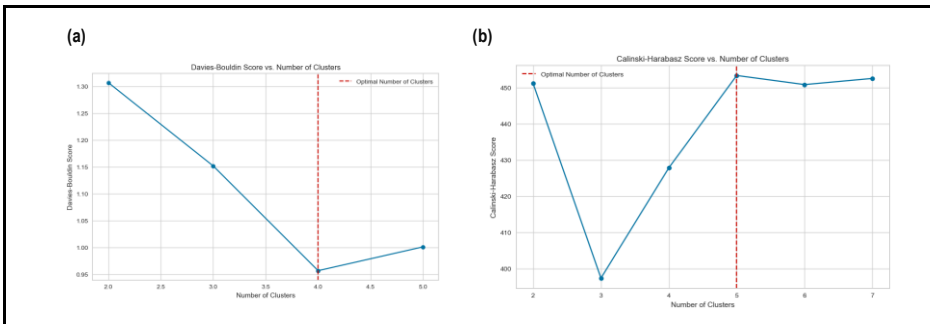 (a)
Davies-Bouldin Score vs. Number of Clusters
Optimal Number of Clusters
1.30
1.25
1.20
1.15
1.10
1.05
1.00
0.95
Davies-Bouldin Score
2.0 2.5 3.0 3.5 4.0 4.5 5.0
Number of Clusters
(b)
Calinski-Harabasz Score vs. Number of Clusters
Optimal Number of Clusters
450
440
430
420
410
400
Calinski-Harabasz Score
2 3 4 5 6 7
Number of Clusters